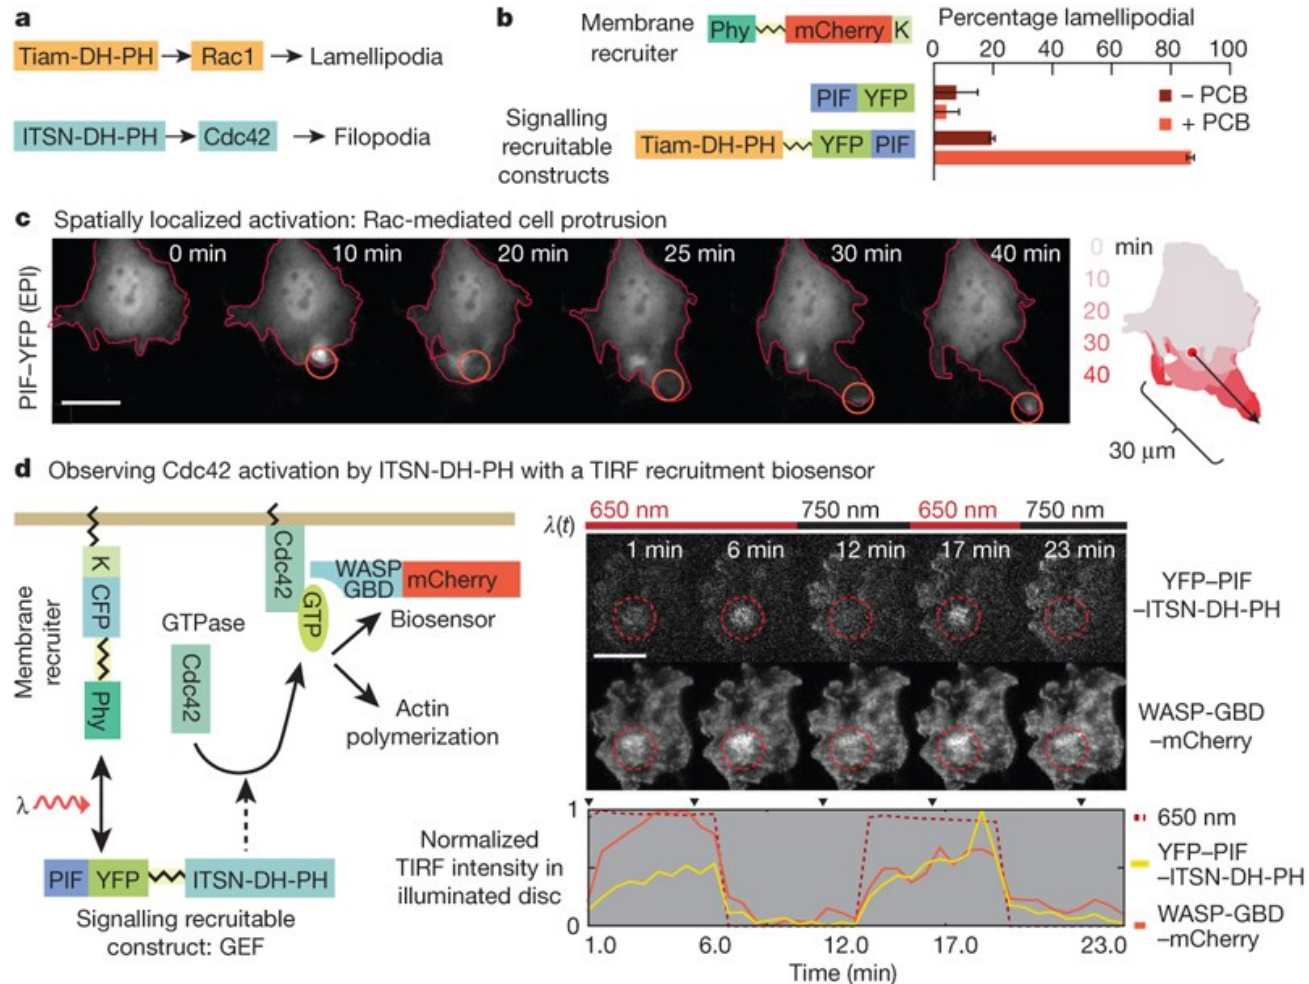 a
Tiam-DH-PH Rac1 Lamellipodia
ITSN-DH-PH Cdc42 Filopodia
b
Membrane
recruiter
Phy mCherry K
Percentage lamellipodial
0 20 40 60 80 100
Signalling
recruitable
constructs
PIF YFP
Tiam-DH-PH YFP PIF
– PCB
+ PCB
c Spatially localized activation: Rac-mediated cell protrusion
PIF–YFP (EPI)
0 min 10 min 20 min 25 min 30 min 40 min
0 min
10
20
30
40
30 μm
d Observing Cdc42 activation by ITSN-DH-PH with a TIRF recruitment biosensor
Membrane
recruiter
K
CFP
Phy
GTPase
Cdc42
Cdc42
GTP
WASP
GBD
mCherry
Biosensor
Actin
polymerization
λ
PIF YFP ITSN-DH-PH
Signalling recruitable
construct: GEF
λ(t)
650 nm 750 nm 650 nm 750 nm
1 min 6 min 12 min 17 min 23 min
YFP–PIF
–ITSN-DH-PH
WASP-GBD
–mCherry
Normalized
TIRF intensity in
illuminated disc
1
0
1.0 6.0 12.0 17.0 23.0
Time (min)
650 nm
YFP–PIF
–ITSN-DH-PH
WASP-GBD
–mCherry